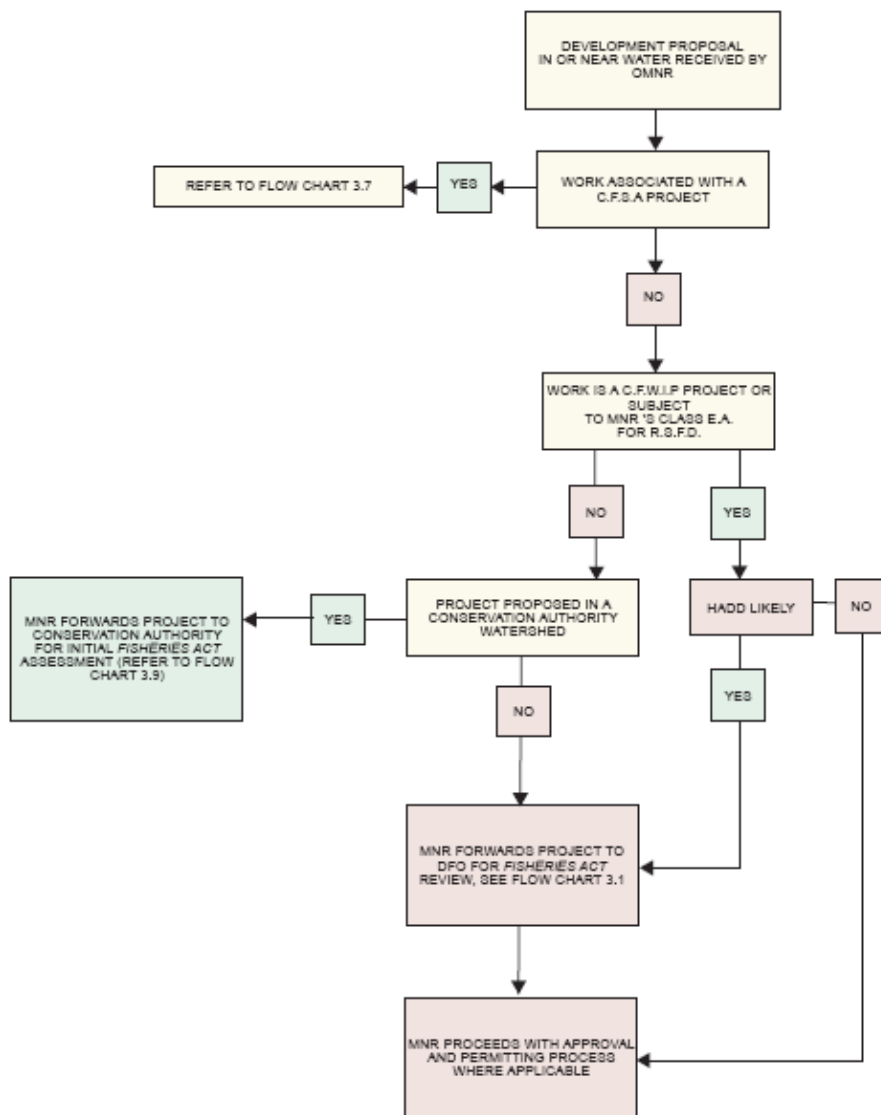 DEVELOPMENT PROPOSAL
IN OR NEAR WATER RECEIVED BY
OMNR
REFER TO FLOW CHART 3.7
YES
WORK ASSOCIATED WITH A
C.F.S.A PROJECT
NO
WORK IS A C.F.W.I.P PROJECT OR
SUBJECT
TO MNR 'S CLASS E.A.
FOR R.S.F.D.
NO
YES
MNR FORWARDS PROJECT TO
CONSERVATION AUTHORITY
FOR INITIAL FISHERIES ACT
ASSESSMENT (REFER TO FLOW
CHART 3.9)
YES
PROJECT PROPOSED IN A
CONSERVATION AUTHORITY
WATERSHED
HADD LIKELY
NO
NO
YES
MNR FORWARDS PROJECT TO
DFO FOR FISHERIES ACT
REVIEW, SEE FLOW CHART 3.1
MNR PROCEEDS WITH APPROVAL
AND PERMITTING PROCESS
WHERE APPLICABLE